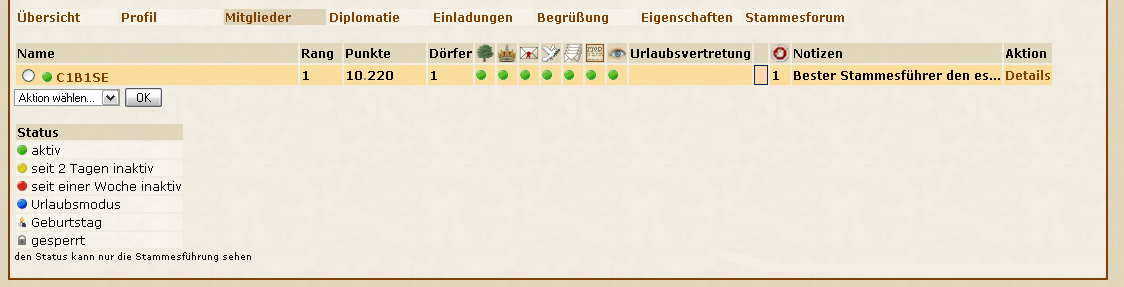 Übersicht Profil Mitglieder Diplomatie Einladungen Begrüßung Eigenschaften Stammesforum
Name Rang Punkte Dörfer Urlaubsvertretung Notizen Aktion
C1B1SE 1 10.220 1 1 Bester Stammesführer den es... Details
Aktion wählen... OK
Status
aktiv
seit 2 Tagen inaktiv
seit einer Woche inaktiv
Urlaubsmodus
Geburtstag
gesperrt
den Status kann nur die Stammesführung sehen